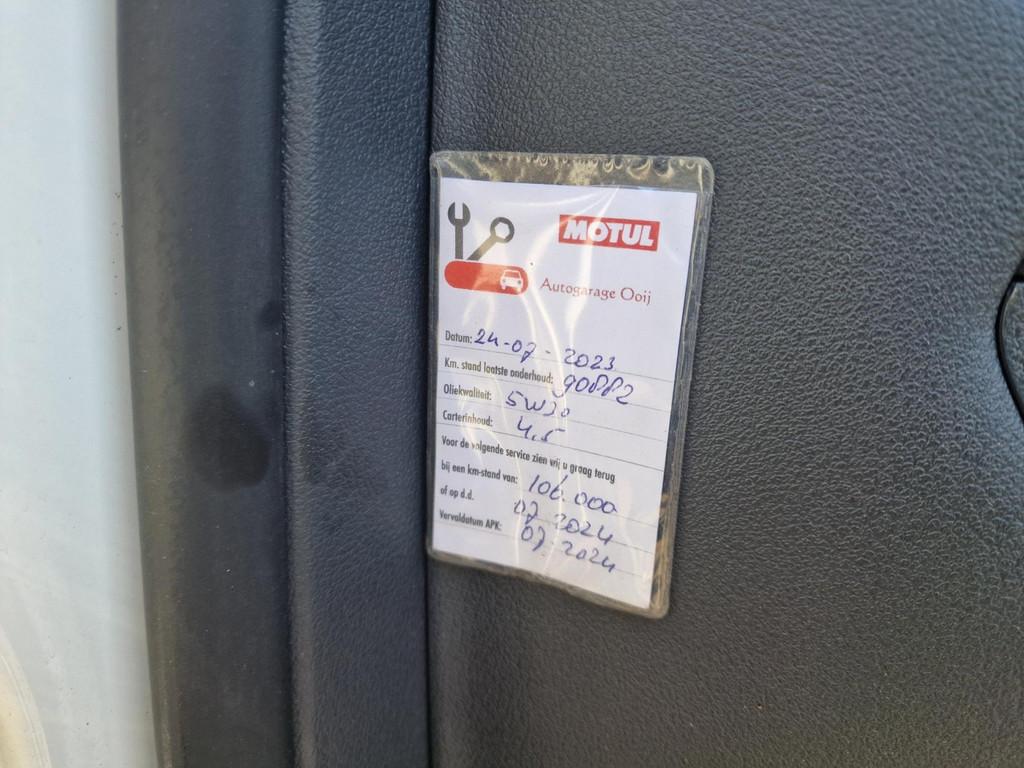 MOTUL
Autogarage Ooij
Datum: 24-07-2023
Km. stand laatste onderhoud: 90882
Oliekwaliteit: 5W30
Carterinhoud: 4,5
Voor de volgende service zien wij u graag terug
bij een km-stand van: 106.000
of op d.d. 07 2024
Vervaldatum APK: 07 2024